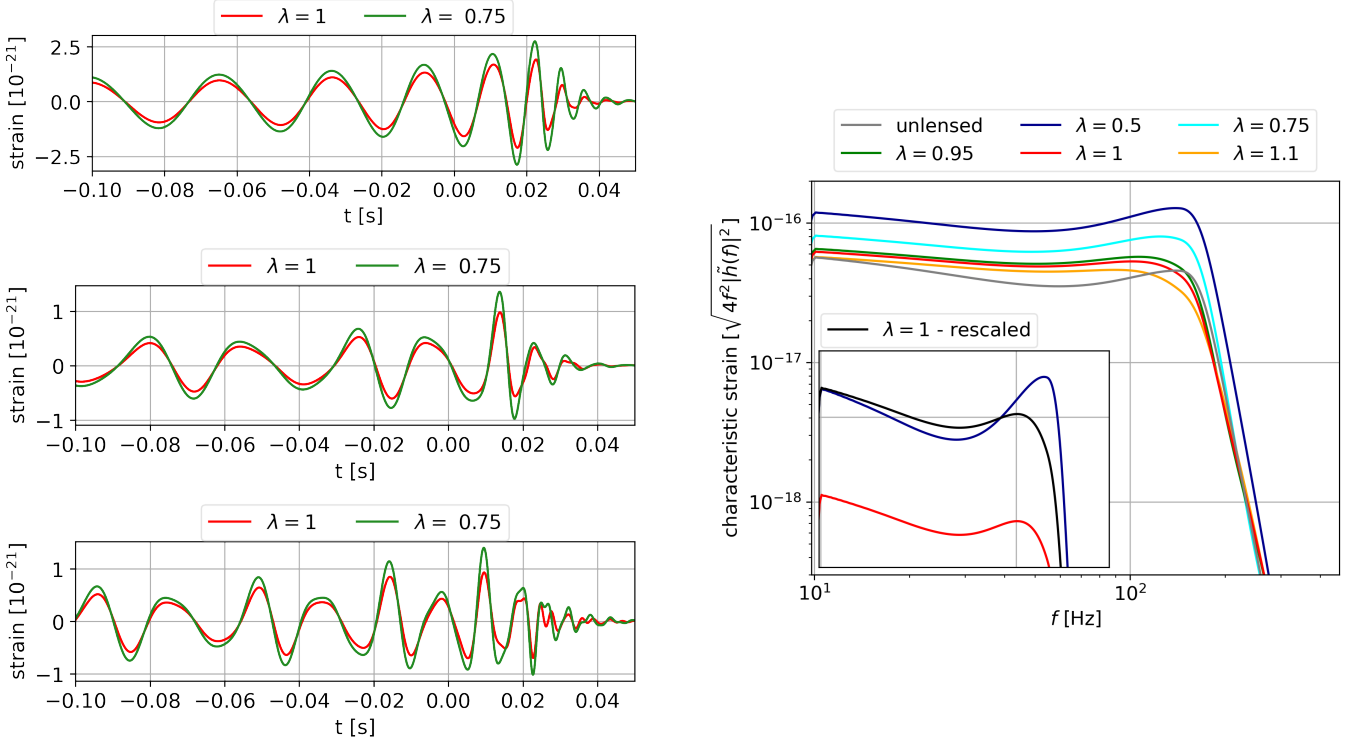 λ = 1 λ = 0.75
strain [10⁻²¹]
2.5
0.0
−2.5
−0.10 −0.08 −0.06 −0.04 −0.02 0.00 0.02 0.04
t [s]
λ = 1 λ = 0.75
strain [10⁻²¹]
1
0
−1
−0.10 −0.08 −0.06 −0.04 −0.02 0.00 0.02 0.04
t [s]
λ = 1 λ = 0.75
strain [10⁻²¹]
1
0
−1
−0.10 −0.08 −0.06 −0.04 −0.02 0.00 0.02 0.04
t [s]
unlensed λ = 0.5 λ = 0.75
λ = 0.95 λ = 1 λ = 1.1
characteristic strain [√4f²|h̃(f)|²]
10⁻¹⁶
10⁻¹⁷
10⁻¹⁸
λ = 1 - rescaled
10¹ 10²
f [Hz]